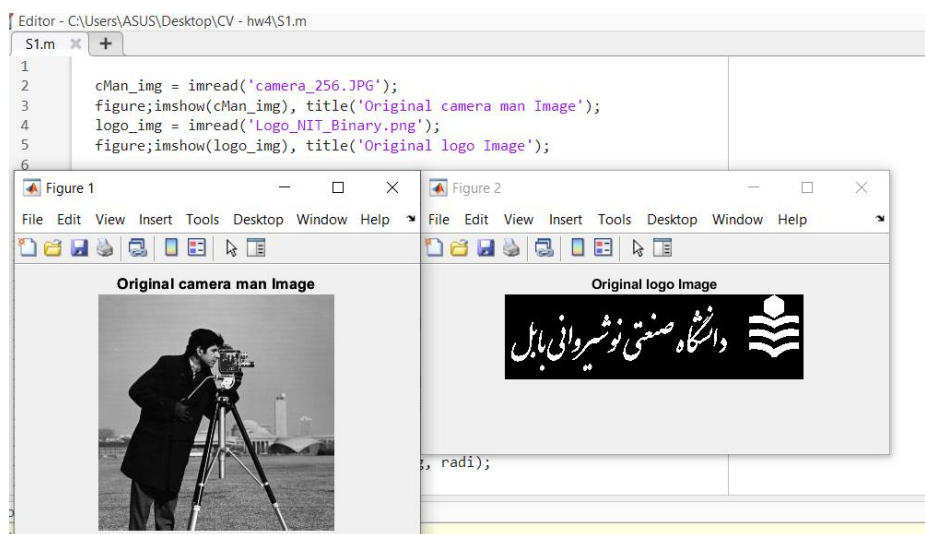 Editor - C:\Users\ASUS\Desktop\CV - hw4\S1.m
S1.m
1
2 cMan_img = imread('camera_256.JPG');
3 figure;imshow(cMan_img), title('Original camera man Image');
4 logo_img = imread('Logo_NIT_Binary.png');
5 figure;imshow(logo_img), title('Original logo Image');
6
Figure 1
File Edit View Insert Tools Desktop Window Help
Original camera man Image
Figure 2
File Edit View Insert Tools Desktop Window Help
Original logo Image
دانشگاه صنعتی نوشیروانی بابل
, radi);